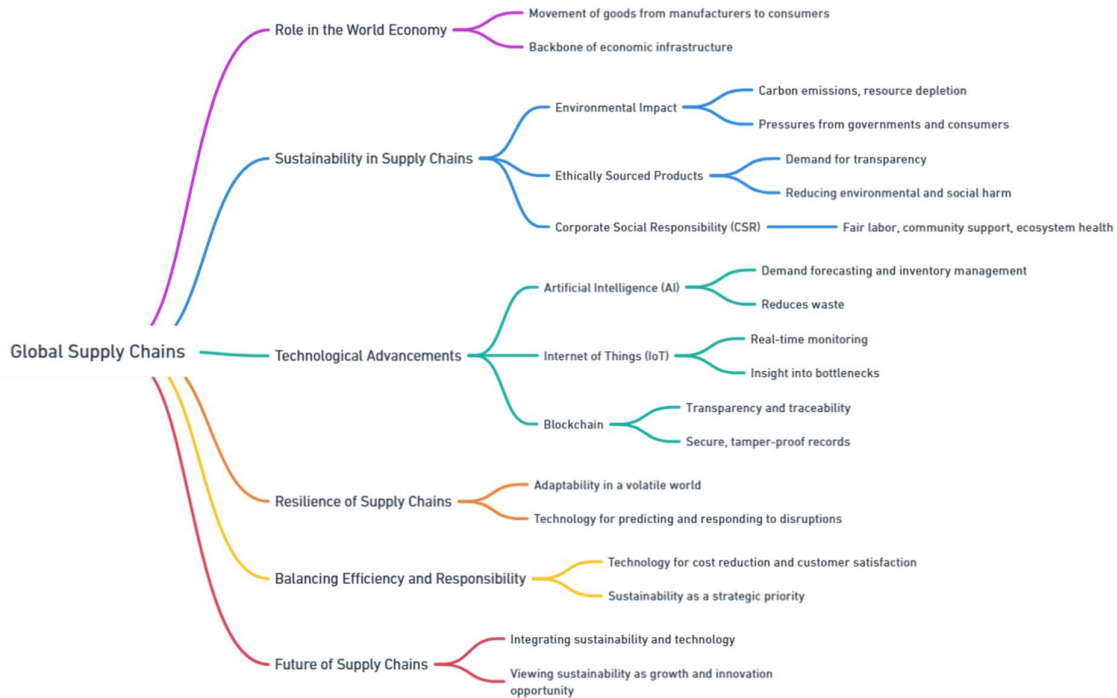 Global Supply Chains
Role in the World Economy
Movement of goods from manufacturers to consumers
Backbone of economic infrastructure
Sustainability in Supply Chains
Environmental Impact
Carbon emissions, resource depletion
Pressures from governments and consumers
Ethically Sourced Products
Demand for transparency
Reducing environmental and social harm
Corporate Social Responsibility (CSR)
Fair labor, community support, ecosystem health
Technological Advancements
Artificial Intelligence (AI)
Demand forecasting and inventory management
Reduces waste
Internet of Things (IoT)
Real-time monitoring
Insight into bottlenecks
Blockchain
Transparency and traceability
Secure, tamper-proof records
Resilience of Supply Chains
Adaptability in a volatile world
Technology for predicting and responding to disruptions
Balancing Efficiency and Responsibility
Technology for cost reduction and customer satisfaction
Sustainability as a strategic priority
Future of Supply Chains
Integrating sustainability and technology
Viewing sustainability as growth and innovation
opportunity